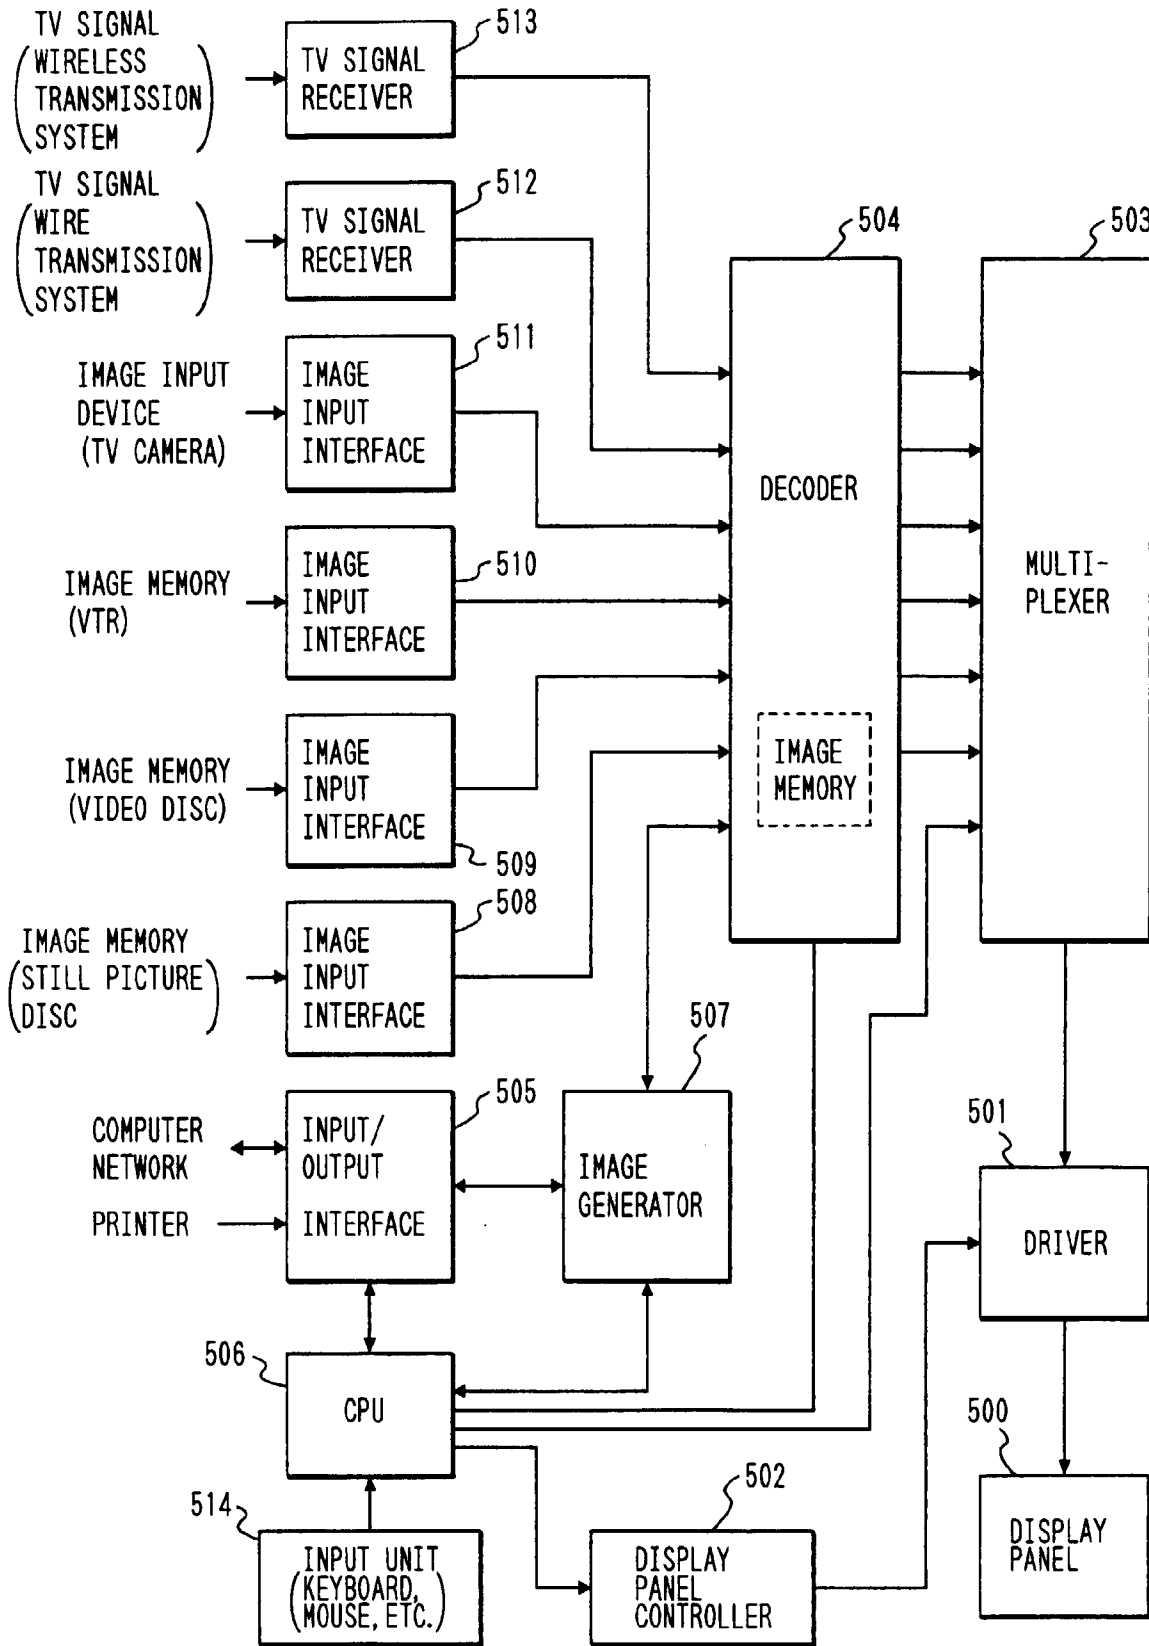 TV SIGNAL
(WIRELESS
TRANSMISSION
SYSTEM)
TV SIGNAL
RECEIVER
513
TV SIGNAL
(WIRE
TRANSMISSION
SYSTEM)
TV SIGNAL
RECEIVER
512
IMAGE INPUT
DEVICE
(TV CAMERA)
IMAGE
INPUT
INTERFACE
511
IMAGE MEMORY
(VTR)
IMAGE
INPUT
INTERFACE
510
IMAGE MEMORY
(VIDEO DISC)
IMAGE
INPUT
INTERFACE
509
IMAGE MEMORY
(STILL PICTURE
DISC)
IMAGE
INPUT
INTERFACE
508
504
DECODER
IMAGE
MEMORY
503
MULTI-
PLEXER
COMPUTER
NETWORK
PRINTER
INPUT/
OUTPUT
INTERFACE
505
507
IMAGE
GENERATOR
501
DRIVER
506
CPU
500
DISPLAY
PANEL
514
INPUT UNIT
(KEYBOARD,
MOUSE, ETC.)
502
DISPLAY
PANEL
CONTROLLER